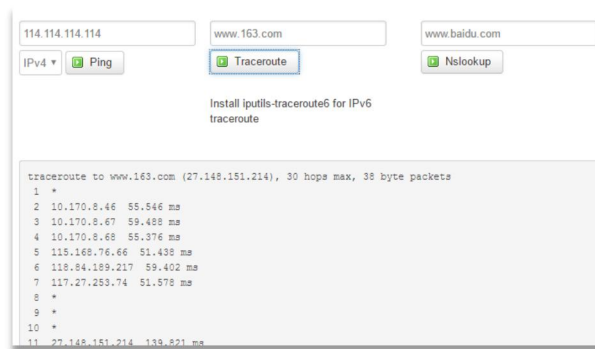 114.114.114.114
www.163.com
www.baidu.com
IPv4 Ping
Traceroute
Nslookup
Install iputils-traceroute6 for IPv6
traceroute
traceroute to www.163.com (27.148.151.214), 30 hops max, 38 byte packets
1 *
2 10.170.8.46 55.546 ms
3 10.170.8.67 59.488 ms
4 10.170.8.68 55.376 ms
5 115.168.76.66 51.438 ms
6 118.84.189.217 59.402 ms
7 117.27.253.74 51.578 ms
8 *
9 *
10 *
11 27.148.151.214 139.821 ms